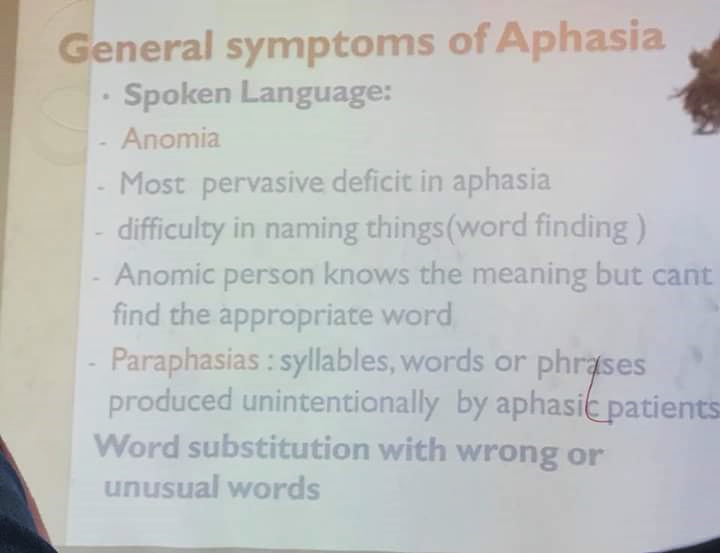 General symptoms of Aphasia
• Spoken Language:
- Anomia
- Most pervasive deficit in aphasia
- difficulty in naming things(word finding )
- Anomic person knows the meaning but cant
find the appropriate word
- Paraphasias : syllables, words or phrases
produced unintentionally by aphasic patients
Word substitution with wrong or
unusual words